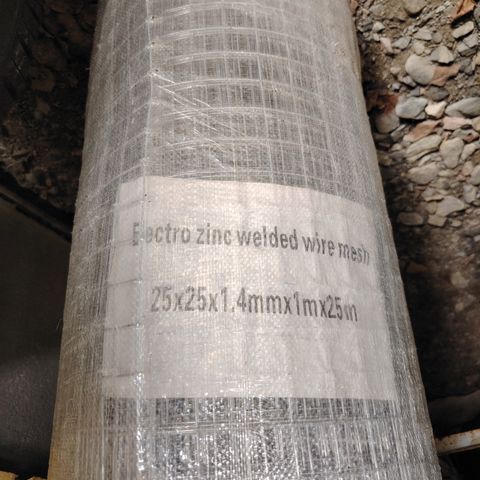 Electro zinc welded wire mesh
25x25x1.4mmx1mx25m